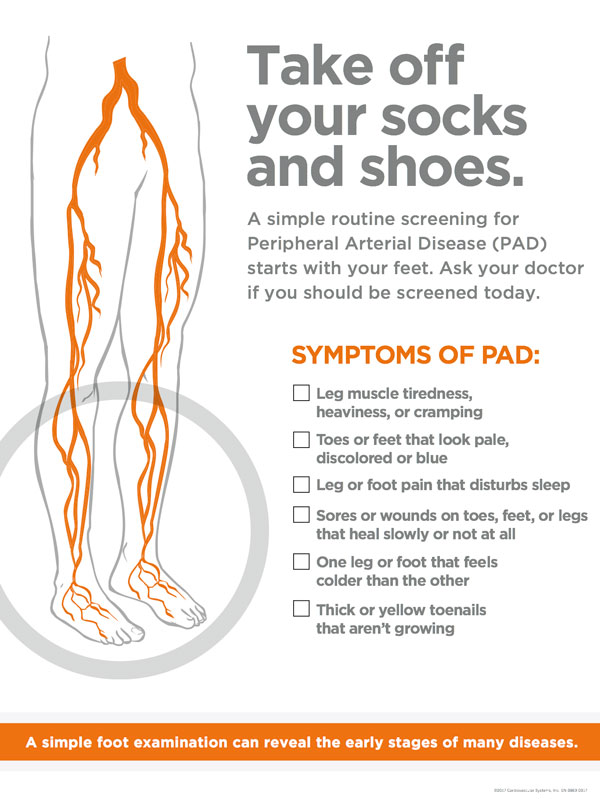 Take off
your socks
and shoes.
A simple routine screening for
Peripheral Arterial Disease (PAD)
starts with your feet. Ask your doctor
if you should be screened today.
SYMPTOMS OF PAD:
Leg muscle tiredness,
heaviness, or cramping
Toes or feet that look pale,
discolored or blue
Leg or foot pain that disturbs sleep
Sores or wounds on toes, feet, or legs
that heal slowly or not at all
One leg or foot that feels
colder than the other
Thick or yellow toenails
that aren't growing
A simple foot examination can reveal the early stages of many diseases.
©2017 Cardiovascular Systems, Inc.